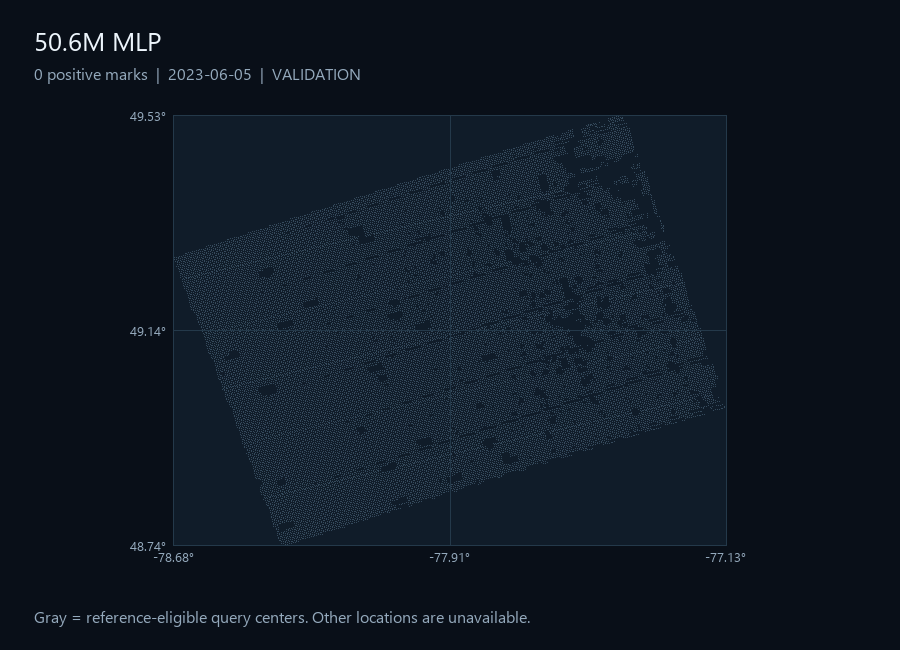 50.6M MLP
0 positive marks | 2023-06-05 | VALIDATION
49.53°
49.14°
48.74°
-78.68°
-77.91°
-77.13°
Gray = reference-eligible query centers. Other locations are unavailable.